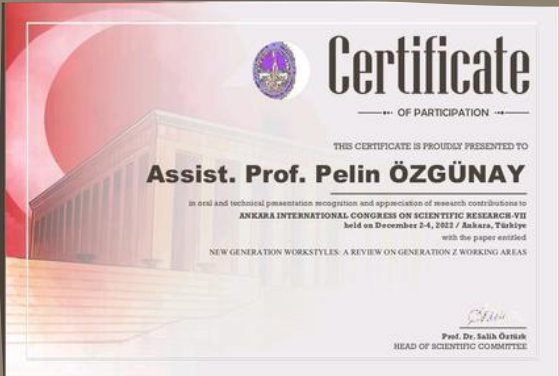 Certificate
OF PARTICIPATION
THIS CERTIFICATE IS PROUDLY PRESENTED TO
Assist. Prof. Pelin ÖZGÜNAY
in oral and technical presentation recognition and appreciation of research contributions to
ANKARA INTERNATIONAL CONGRESS ON SCIENTIFIC RESEARCH-VII
held on December 2-4, 2022 / Ankara, Türkiye
with the paper entitled
NEW GENERATION WORKSTYLES: A REVIEW ON GENERATION Z WORKING AREAS
Prof. Dr. Salih Öztürk
HEAD OF SCIENTIFIC COMMITTEE